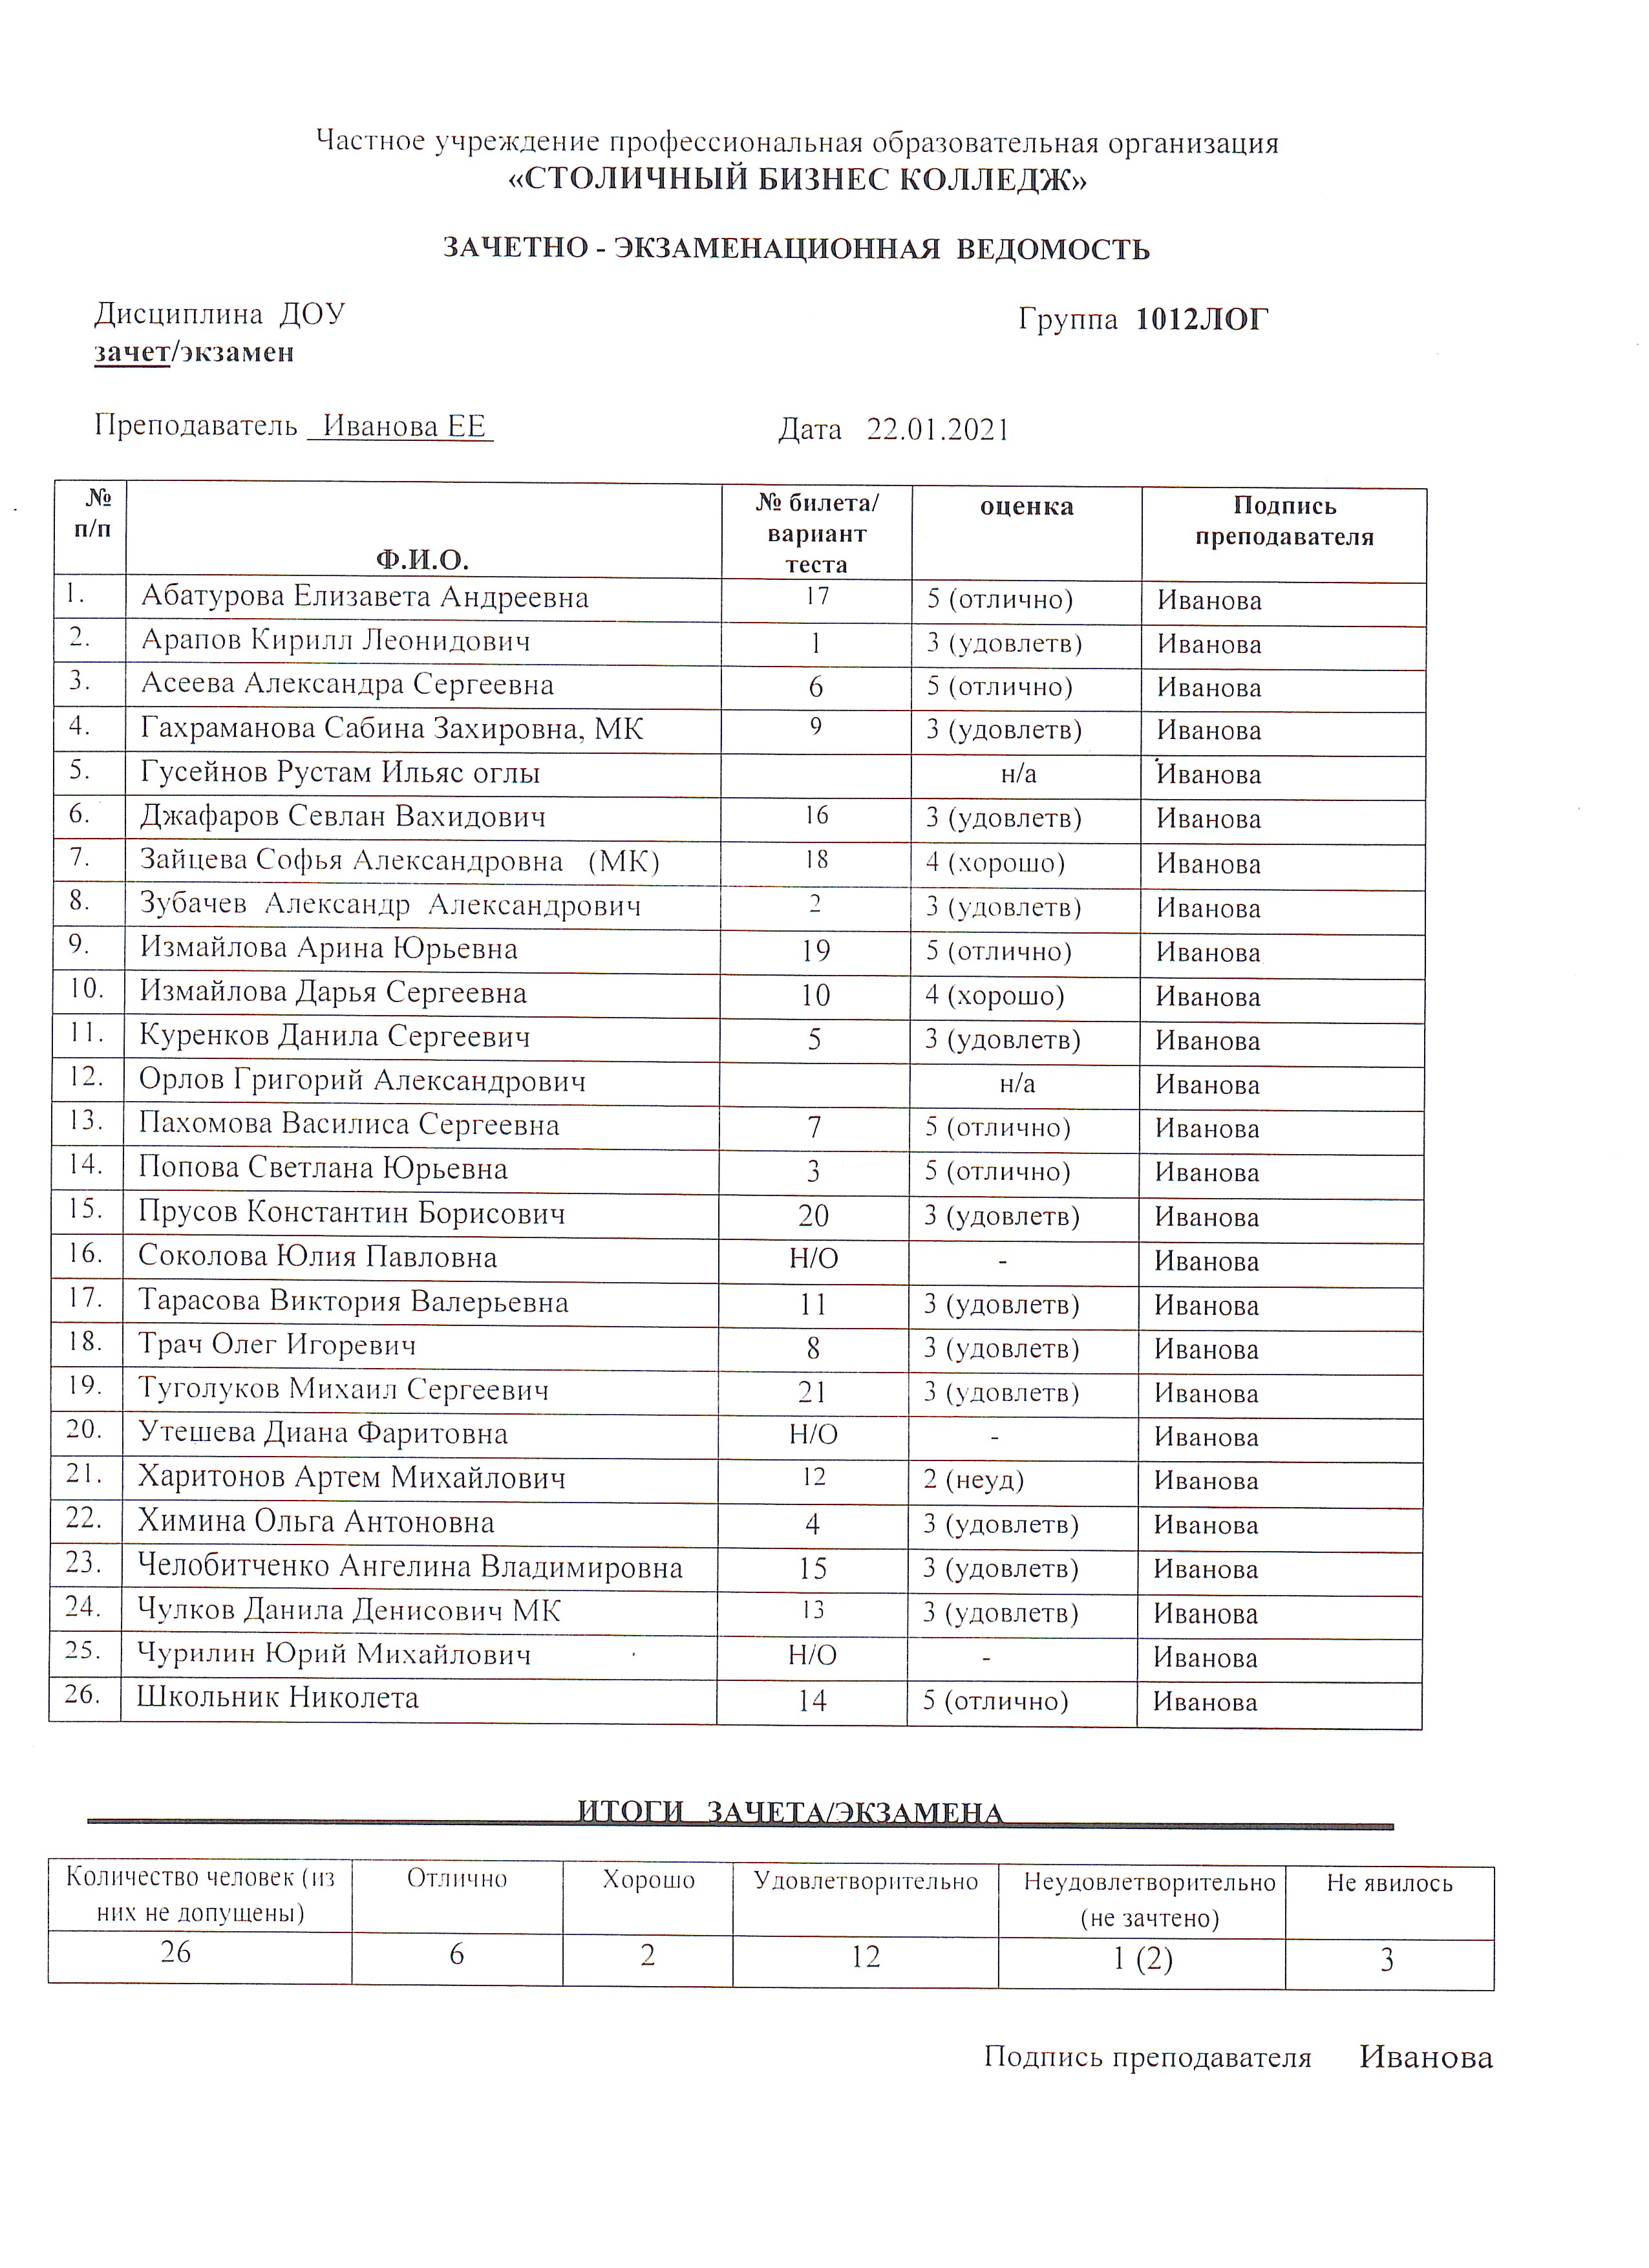 Частное учреждение профессиональная образовательная организация
«СТОЛИЧНЫЙ БИЗНЕС КОЛЛЕДЖ»
ЗАЧЕТНО - ЭКЗАМЕНАЦИОННАЯ ВЕДОМОСТЬ
Дисциплина ДОУ Группа 1012ЛОГ
зачет/экзамен
Преподаватель Иванова ЕЕ Дата 22.01.2021
№ п/п Ф.И.О. № билета/ вариант теста оценка Подпись преподавателя
1. Абатурова Елизавета Андреевна 17 5 (отлично) Иванова
2. Арапов Кирилл Леонидович 1 3 (удовлетв) Иванова
3. Асеева Александра Сергеевна 6 5 (отлично) Иванова
4. Гахраманова Сабина Захировна, МК 9 3 (удовлетв) Иванова
5. Гусейнов Рустам Ильяс оглы н/а Иванова
6. Джафаров Севлан Вахидович 16 3 (удовлетв) Иванова
7. Зайцева Софья Александровна (МК) 18 4 (хорошо) Иванова
8. Зубачев Александр Александрович 2 3 (удовлетв) Иванова
9. Измайлова Арина Юрьевна 19 5 (отлично) Иванова
10. Измайлова Дарья Сергеевна 10 4 (хорошо) Иванова
11. Куренков Данила Сергеевич 5 3 (удовлетв) Иванова
12. Орлов Григорий Александрович н/а Иванова
13. Пахомова Василиса Сергеевна 7 5 (отлично) Иванова
14. Попова Светлана Юрьевна 3 5 (отлично) Иванова
15. Прусов Константин Борисович 20 3 (удовлетв) Иванова
16. Соколова Юлия Павловна Н/О - Иванова
17. Тарасова Виктория Валерьевна 11 3 (удовлетв) Иванова
18. Трач Олег Игоревич 8 3 (удовлетв) Иванова
19. Туголуков Михаил Сергеевич 21 3 (удовлетв) Иванова
20. Утешева Диана Фаритовна Н/О - Иванова
21. Харитонов Артем Михайлович 12 2 (неуд) Иванова
22. Химина Ольга Антоновна 4 3 (удовлетв) Иванова
23. Челобитченко Ангелина Владимировна 15 3 (удовлетв) Иванова
24. Чулков Данила Денисович МК 13 3 (удовлетв) Иванова
25. Чурилин Юрий Михайлович Н/О - Иванова
26. Школьник Николета 14 5 (отлично) Иванова
ИТОГИ ЗАЧЕТА/ЭКЗАМЕНА
Количество человек (из них не допущены) Отлично Хорошо Удовлетворительно Неудовлетворительно (не зачтено) Не явилось
26 6 2 12 1 (2) 3
Подпись преподавателя Иванова